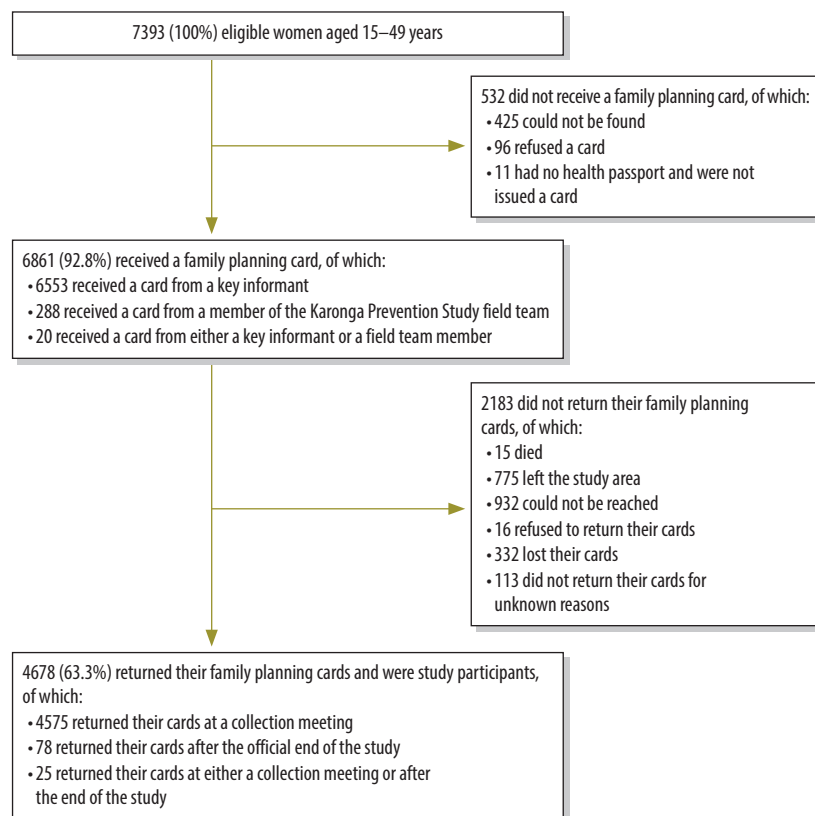 7393 (100%) eligible women aged 15–49 years
532 did not receive a family planning card, of which:
• 425 could not be found
• 96 refused a card
• 11 had no health passport and were not
issued a card
6861 (92.8%) received a family planning card, of which:
• 6553 received a card from a key informant
• 288 received a card from a member of the Karonga Prevention Study field team
• 20 received a card from either a key informant or a field team member
2183 did not return their family planning
cards, of which:
• 15 died
• 775 left the study area
• 932 could not be reached
• 16 refused to return their cards
• 332 lost their cards
• 113 did not return their cards for
unknown reasons
4678 (63.3%) returned their family planning cards and were study participants,
of which:
• 4575 returned their cards at a collection meeting
• 78 returned their cards after the official end of the study
• 25 returned their cards at either a collection meeting or after
the end of the study